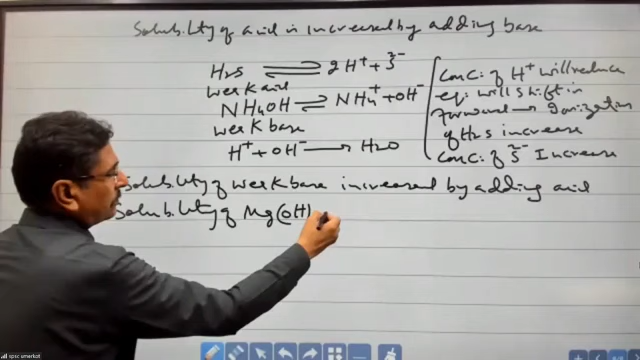 Solubility of acid is increased by adding base
H2S ⇌ 2H⁺ + S²⁻
Weak acid
NH4OH ⇌ NH4⁺ + OH⁻
Weak base
H⁺ + OH⁻ → H2O
Conc: of H⁺ will reduce
eq: will shift in
forward → Ionization
of H2S increase
Conc: of S²⁻ Increase
Solubility of weak base increased by adding acid
Solubility of Mg(OH)
spsc umerkot